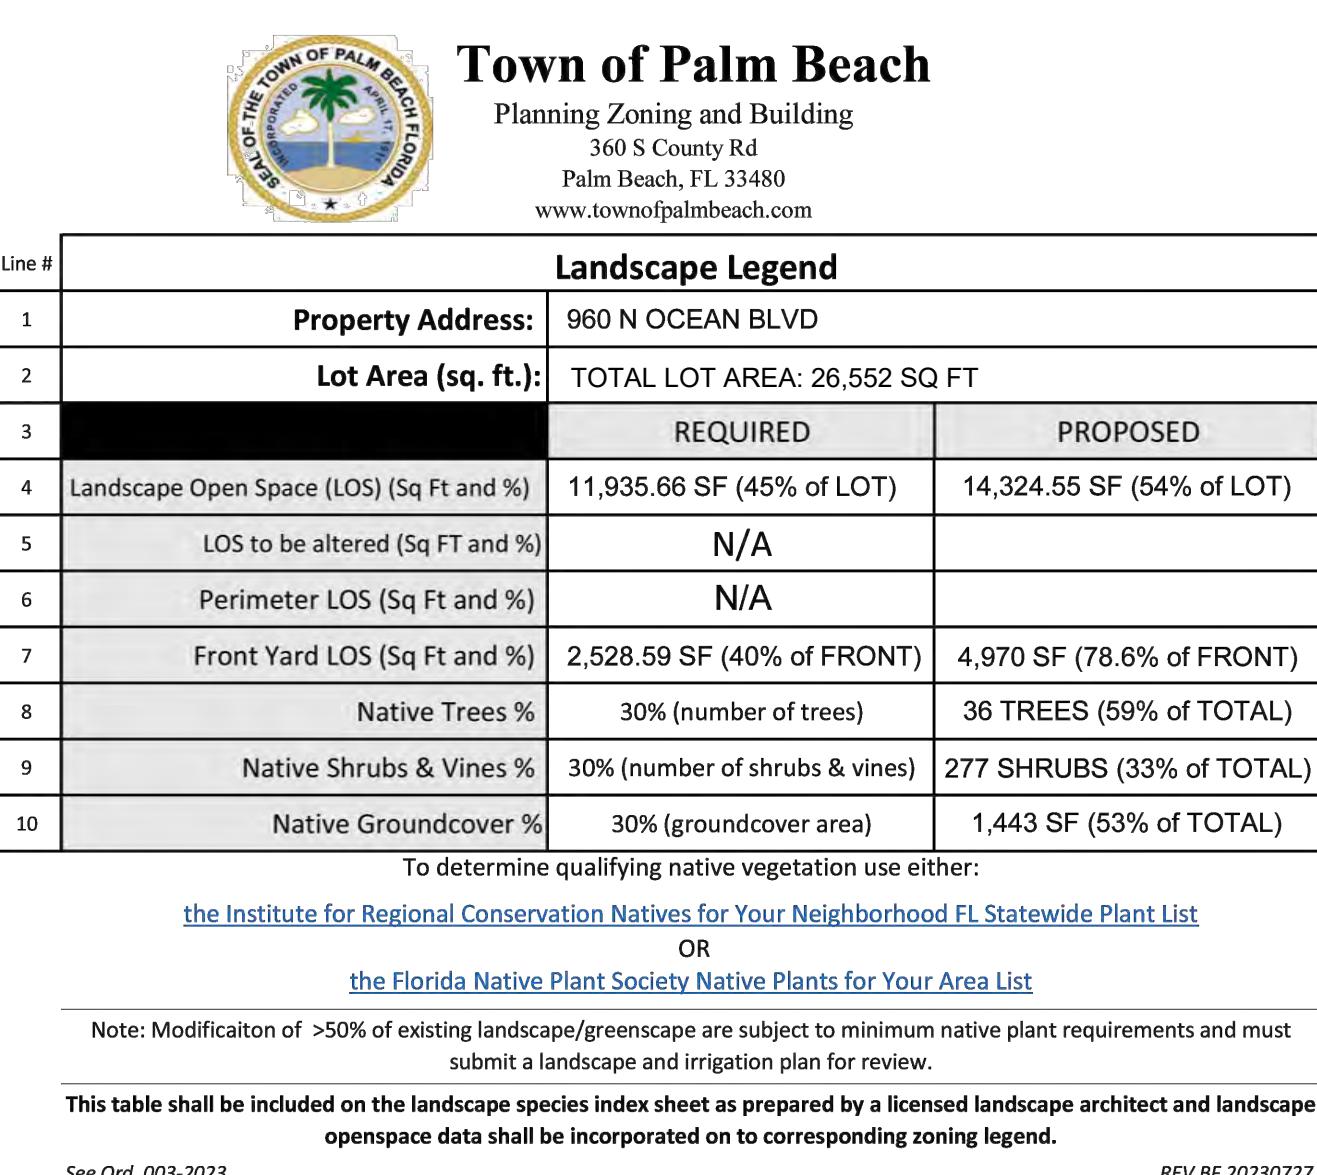 SEAL OF THE TOWN OF PALM BEACH FLORIDA
INCORPORATED APRIL 17, 1911
Town of Palm Beach
Planning Zoning and Building
360 S County Rd
Palm Beach, FL 33480
www.townofpalmbeach.com
Line # Landscape Legend
1 Property Address: 960 N OCEAN BLVD
2 Lot Area (sq. ft.): TOTAL LOT AREA: 26,552 SQ FT
3 REQUIRED PROPOSED
4 Landscape Open Space (LOS) (Sq Ft and %) 11,935.66 SF (45% of LOT) 14,324.55 SF (54% of LOT)
5 LOS to be altered (Sq FT and %) N/A
6 Perimeter LOS (Sq Ft and %) N/A
7 Front Yard LOS (Sq Ft and %) 2,528.59 SF (40% of FRONT) 4,970 SF (78.6% of FRONT)
8 Native Trees % 30% (number of trees) 36 TREES (59% of TOTAL)
9 Native Shrubs & Vines % 30% (number of shrubs & vines) 277 SHRUBS (33% of TOTAL)
10 Native Groundcover % 30% (groundcover area) 1,443 SF (53% of TOTAL)
To determine qualifying native vegetation use either:
the Institute for Regional Conservation Natives for Your Neighborhood FL Statewide Plant List
OR
the Florida Native Plant Society Native Plants for Your Area List
Note: Modificaiton of >50% of existing landscape/greenscape are subject to minimum native plant requirements and must
submit a landscape and irrigation plan for review.
This table shall be included on the landscape species index sheet as prepared by a licensed landscape architect and landscape
openspace data shall be incorporated on to corresponding zoning legend.
See Ord. 003-2023 REV BF 20230727